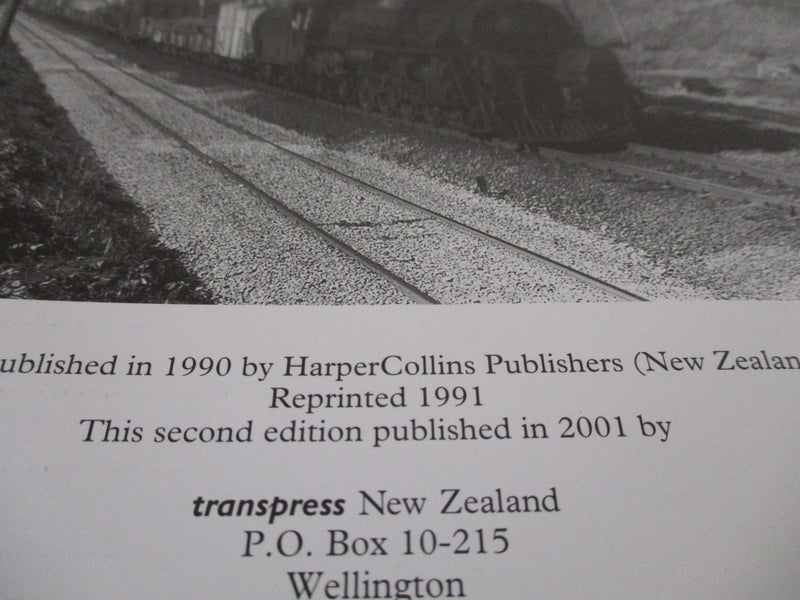 ublished in 1990 by HarperCollins Publishers (New Zealan
Reprinted 1991
This second edition published in 2001 by
transpress New Zealand
P.O. Box 10-215
Wellington